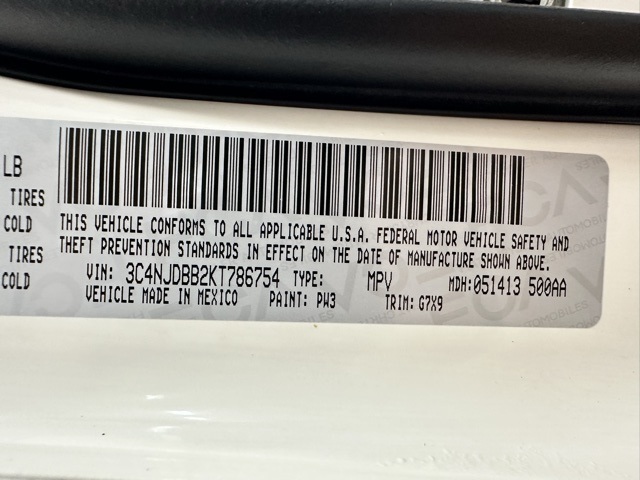 LB
TIRES
COLD
TIRES
COLD
THIS VEHICLE CONFORMS TO ALL APPLICABLE U.S.A. FEDERAL MOTOR VEHICLE SAFETY AND
THEFT PREVENTION STANDARDS IN EFFECT ON THE DATE OF MANUFACTURE SHOWN ABOVE.
VIN: 3C4NJDBB2KT786754 TYPE: MPV MDH:051413 500AA
VEHICLE MADE IN MEXICO PAINT: PW3 TRIM: G7X9